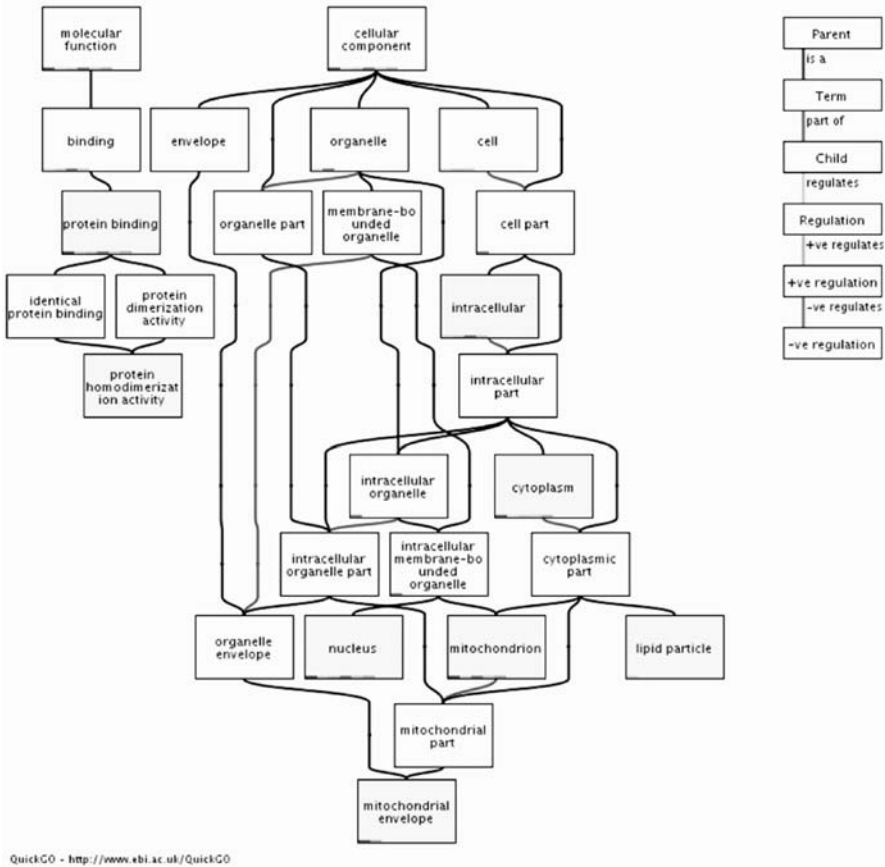 molecular
function
cellular
component
Parent
is a
Term
part of
Child
regulates
Regulation
+ve regulates
+ve regulation
-ve regulates
-ve regulation
binding
envelope
organelle
cell
protein binding
organelle part
membrane-bo
unded
organelle
cell part
identical
protein binding
protein
dimerization
activity
intracellular
protein
homodimerizat
ion activity
intracellular
part
intracellular
organelle
cytoplasm
intracellular
organelle part
intracellular
membrane-bo
unded
organelle
cytoplasmic
part
organelle
envelope
nucleus
mitochondrion
lipid particle
mitochondrial
part
mitochondrial
envelope
QuickGO - http://www.ebi.ac.uk/QuickGO